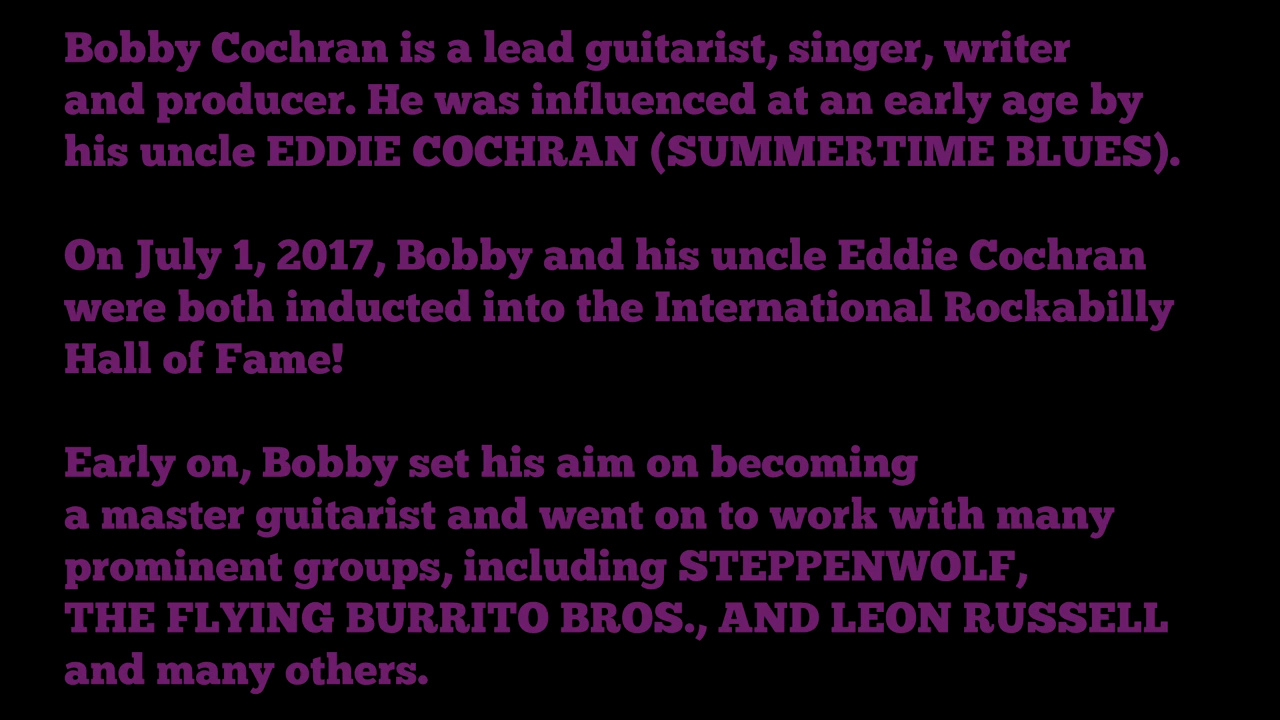 Bobby Cochran is a lead guitarist, singer, writer
and producer. He was influenced at an early age by
his uncle EDDIE COCHRAN (SUMMERTIME BLUES).
On July 1, 2017, Bobby and his uncle Eddie Cochran
were both inducted into the International Rockabilly
Hall of Fame!
Early on, Bobby set his aim on becoming
a master guitarist and went on to work with many
prominent groups, including STEPPENWOLF,
THE FLYING BURRITO BROS., AND LEON RUSSELL
and many others.